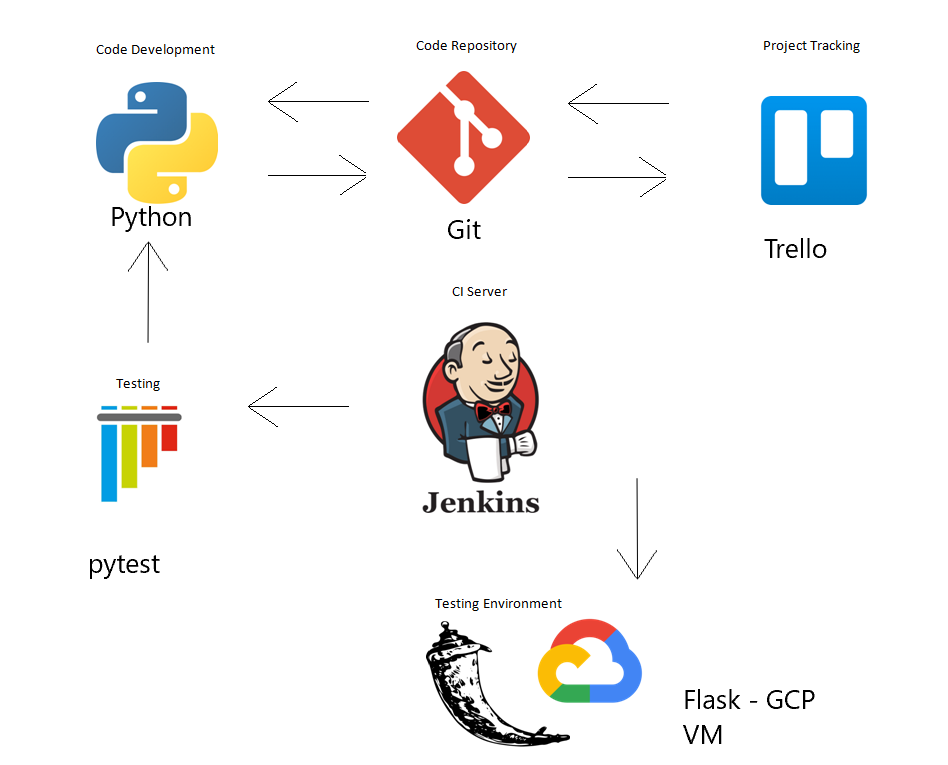 Code Development
Code Repository
Project Tracking
Python
Git
Trello
CI Server
Testing
Jenkins
pytest
Testing Environment
Flask - GCP
VM